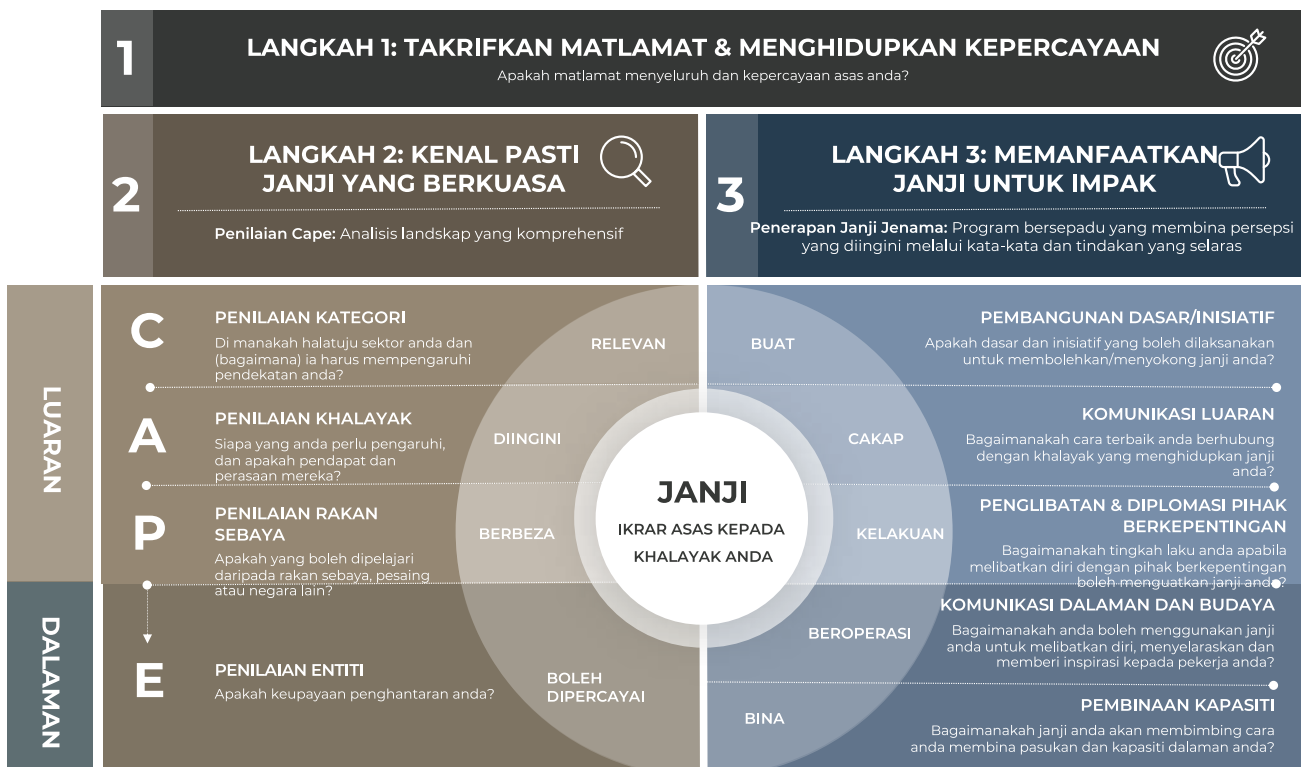 1
LANGKAH 1: TAKRIFKAN MATLAMAT & MENGHIDUPKAN KEPERCAYAAN
Apakah matlamat menyeluruh dan kepercayaan asas anda?
2
LANGKAH 2: KENAL PASTI
JANJI YANG BERKUASA
Penilaian Cape: Analisis landskap yang komprehensif
3
LANGKAH 3: MEMANFAATKAN
JANJI UNTUK IMPAK
Penerapan Janji Jenama: Program bersepadu yang membina persepsi
yang diingini melalui kata-kata dan tindakan yang selaras
LUARAN
C
PENILAIAN KATEGORI
Di manakah halatuju sektor anda dan
(bagaimana) ia harus mempengaruhi
pendekatan anda?
RELEVAN
A
PENILAIAN KHALAYAK
Siapa yang anda perlu pengaruhi,
dan apakah pendapat dan
perasaan mereka?
DIINGINI
P
PENILAIAN RAKAN
SEBAYA
Apakah yang boleh dipelajari
daripada rakan sebaya, pesaing
atau negara lain?
BERBEZA
DALAMAN
E
PENILAIAN ENTITI
Apakah keupayaan penghantaran anda?
BOLEH
DIPERCAYAI
JANJI
IKRAR ASAS KEPADA
KHALAYAK ANDA
BUAT
PEMBANGUNAN DASAR/INISIATIF
Apakah dasar dan inisiatif yang boleh dilaksanakan
untuk membolehkan/menyokong janji anda?
CAKAP
KOMUNIKASI LUARAN
Bagaimanakah cara terbaik anda berhubung
dengan khalayak yang menghidupkan janji
anda?
KELAKUAN
PENGLIBATAN & DIPLOMASI PIHAK
BERKEPENTINGAN
Bagaimanakah tingkah laku anda apabila
melibatkan diri dengan pihak berkepentingan
boleh menguatkan janji anda?
BEROPERASI
KOMUNIKASI DALAMAN DAN BUDAYA
Bagaimanakah anda boleh menggunakan janji
anda untuk melibatkan diri, menyelaraskan dan
memberi inspirasi kepada pekerja anda?
BINA
PEMBINAAN KAPASITI
Bagaimanakah janji anda akan membimbing cara
anda membina pasukan dan kapasiti dalaman anda?